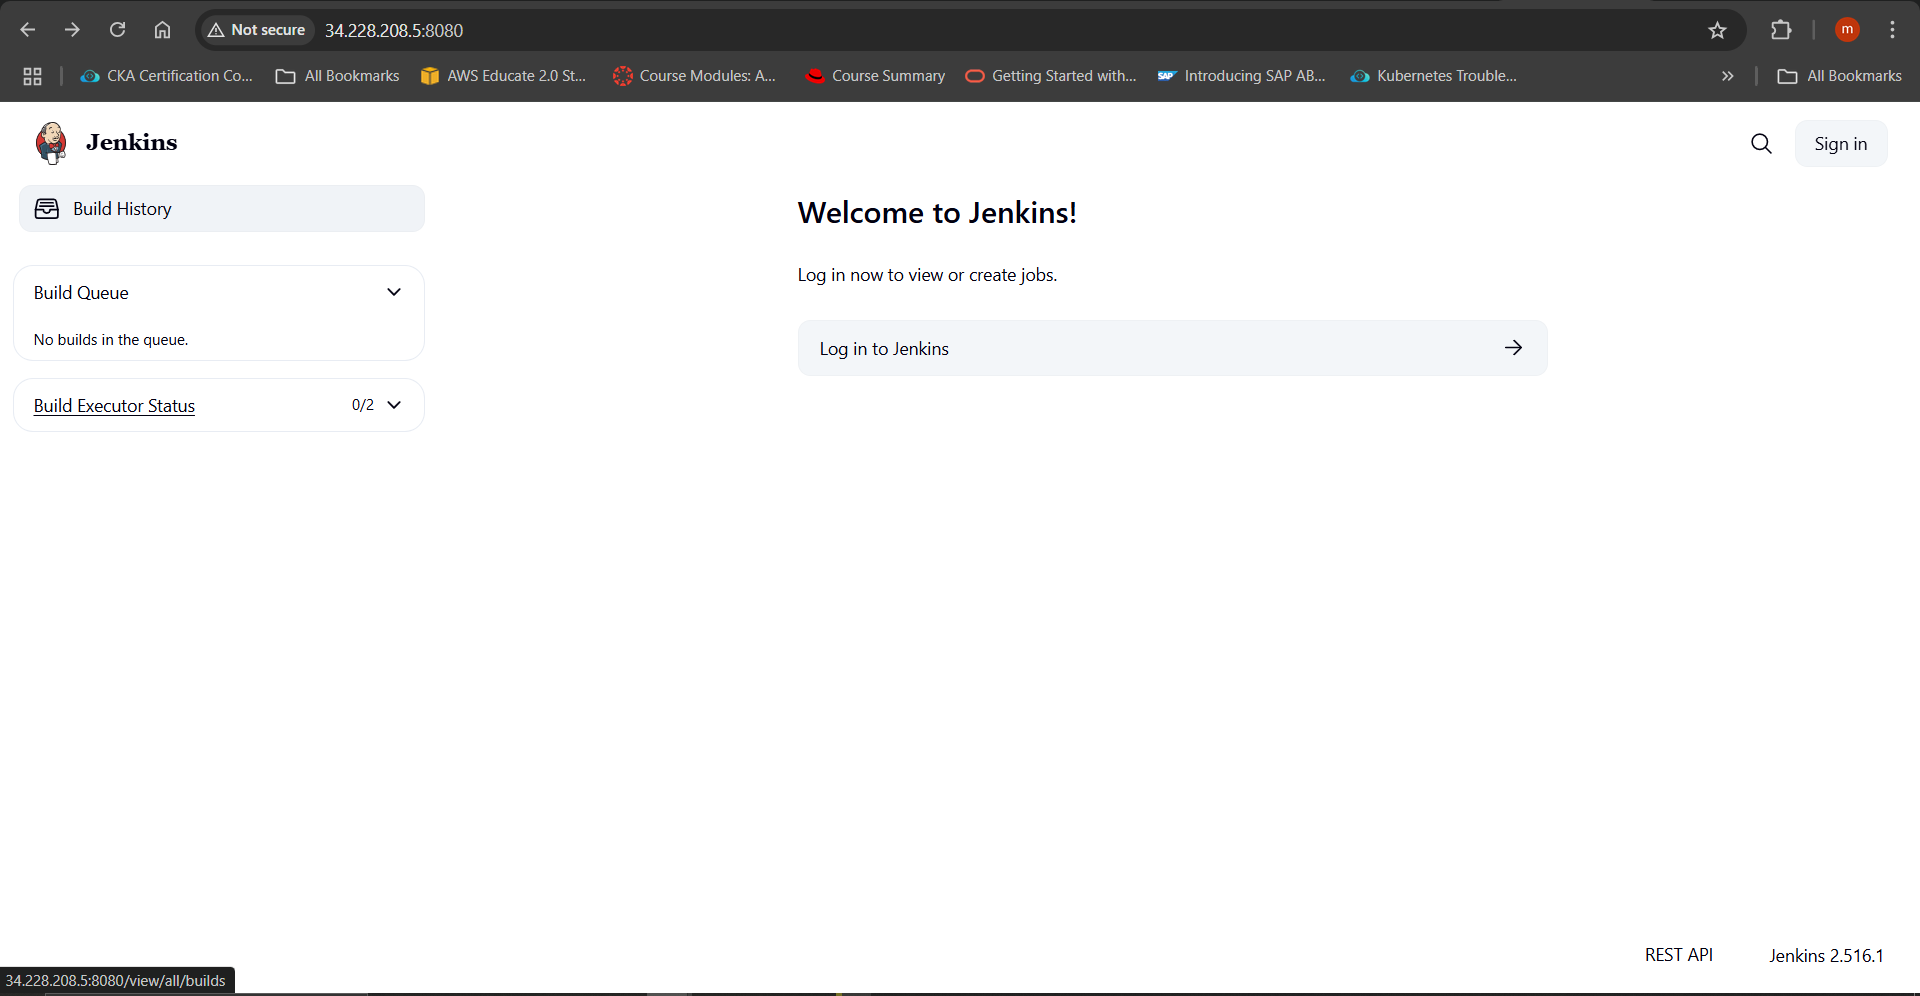 Not secure 34.228.208.5:8080
m
CKA Certification Co... All Bookmarks AWS Educate 2.0 St... Course Modules: A... Course Summary Getting Started with... SAP Introducing SAP AB... Kubernetes Trouble... All Bookmarks
Jenkins
Sign in
Build History
Build Queue
No builds in the queue.
Build Executor Status 0/2
Welcome to Jenkins!
Log in now to view or create jobs.
Log in to Jenkins
REST API Jenkins 2.516.1
34.228.208.5:8080/view/all/builds